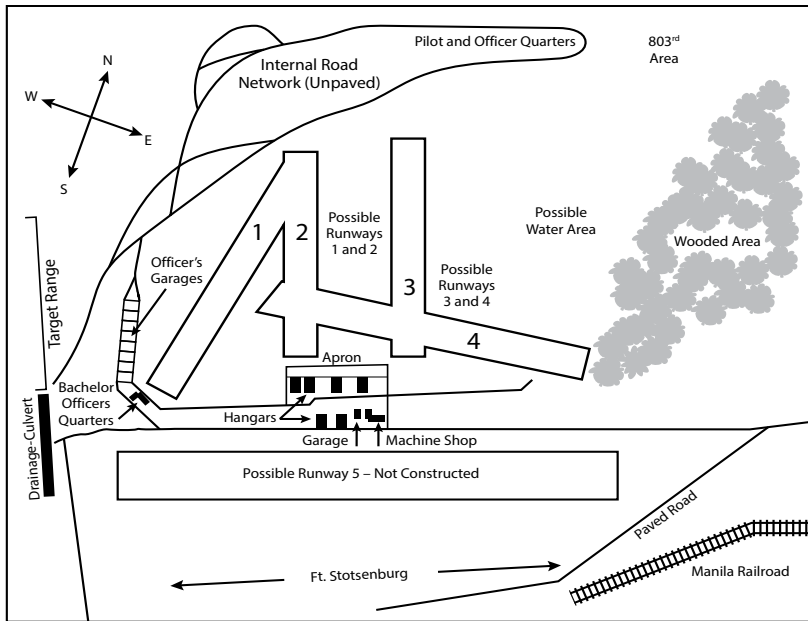 Pilot and Officer Quarters
803rd
Area
Internal Road
Network (Unpaved)
N
W
E
S
Possible
Runways
1 and 2
Possible
Water Area
Wooded Area
1
2
3
4
Officer's
Garages
Possible
Runways
3 and 4
Target Range
Apron
Bachelor
Officers
Quarters
Hangars
Garage
Machine Shop
Drainage-Culvert
Possible Runway 5 – Not Constructed
Paved Road
Ft. Stotsenburg
Manila Railroad